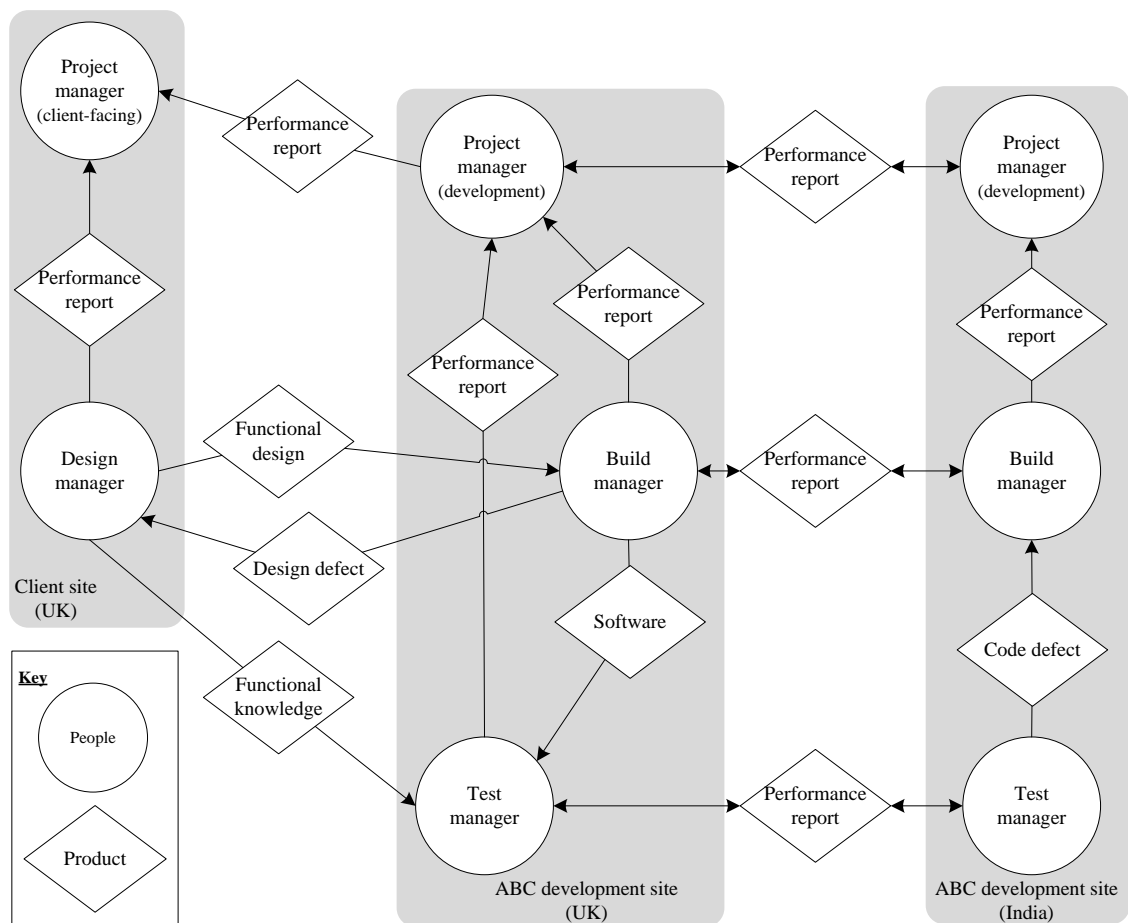 Project
manager
(client-facing)
Performance
report
Project
manager
(development)
Performance
report
Project
manager
(development)
Performance
report
Performance
report
Performance
report
Performance
report
Design
manager
Functional
design
Build
manager
Performance
report
Build
manager
Design defect
Client site
(UK)
Software
Code defect
Key
People
Functional
knowledge
Test
manager
Performance
report
Test
manager
Product
ABC development site
(UK)
ABC development site
(India)